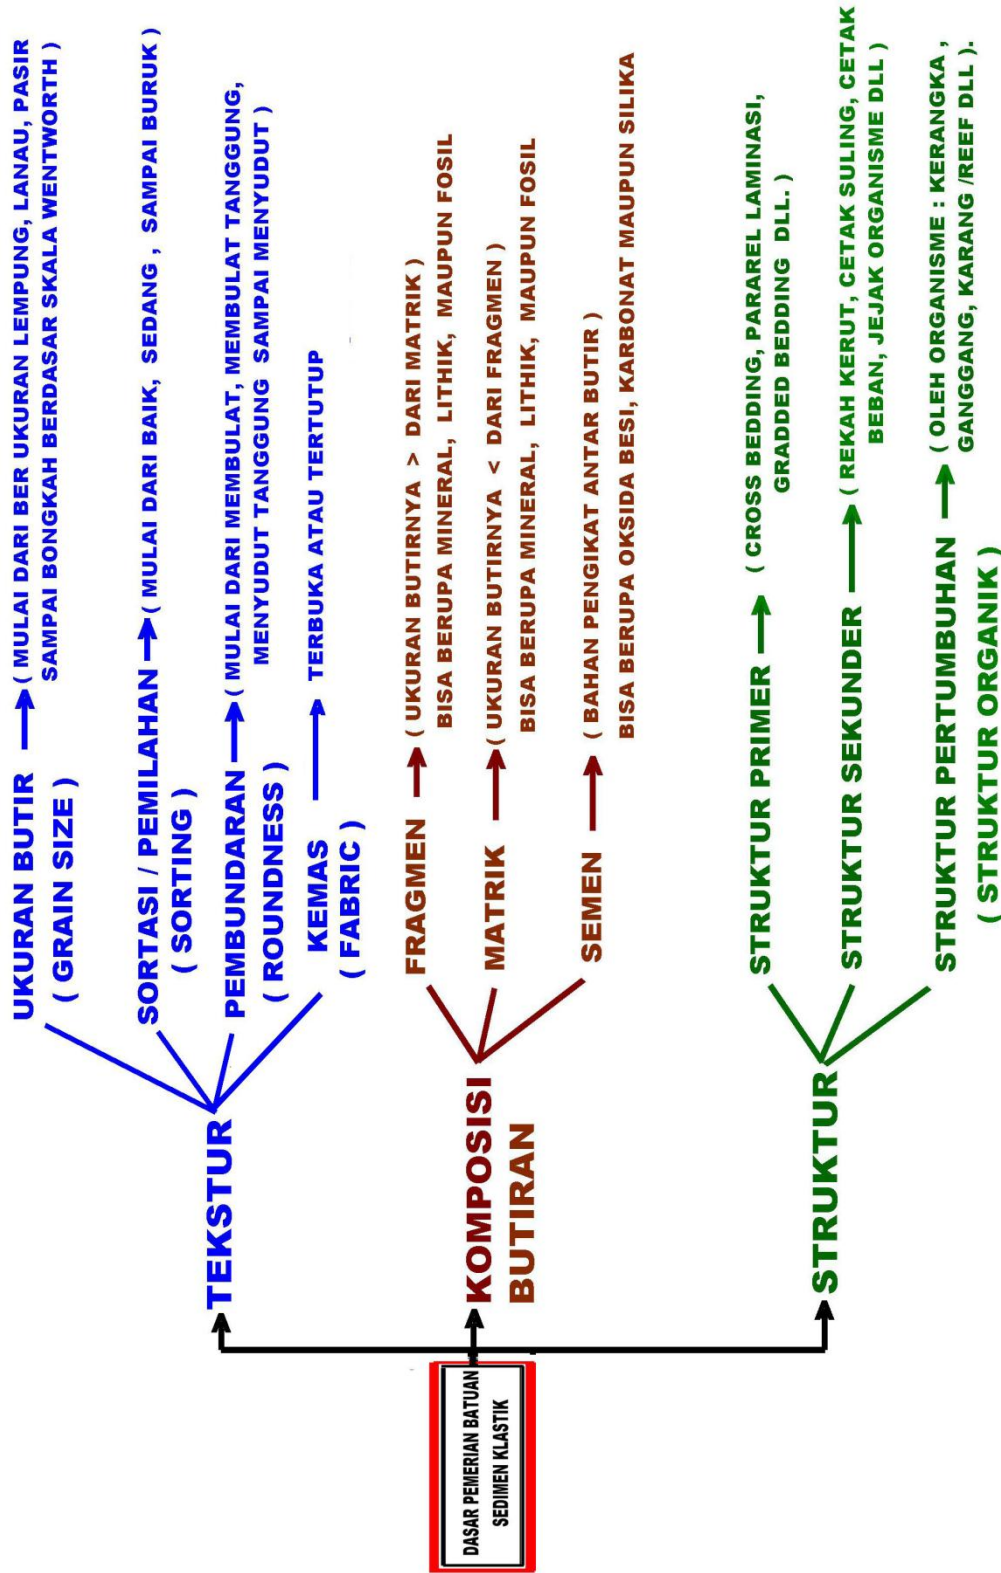 DASAR PEMERIAN BATUAN
SEDIMEN KLASTIK
TEKSTUR
UKURAN BUTIR
( GRAIN SIZE )
( MULAI DARI BER UKURAN LEMPUNG, LANAU, PASIR
SAMPAI BONGKAH BERDASAR SKALA WENTWORTH )
SORTASI / PEMILAHAN
( SORTING )
( MULAI DARI BAIK, SEDANG , SAMPAI BURUK )
PEMBUNDARAN
( ROUNDNESS )
( MULAI DARI MEMBULAT, MEMBULAT TANGGUNG,
MENYUDUT TANGGUNG SAMPAI MENYUDUT )
KEMAS
( FABRIC )
TERBUKA ATAU TERTUTUP
KOMPOSISI
BUTIRAN
FRAGMEN
( UKURAN BUTIRNYA > DARI MATRIK )
BISA BERUPA MINERAL, LITHIK, MAUPUN FOSIL
MATRIK
( UKURAN BUTIRNYA < DARI FRAGMEN )
BISA BERUPA MINERAL, LITHIK, MAUPUN FOSIL
SEMEN
( BAHAN PENGIKAT ANTAR BUTIR )
BISA BERUPA OKSIDA BESI, KARBONAT MAUPUN SILIKA
STRUKTUR
STRUKTUR PRIMER
( CROSS BEDDING, PARAREL LAMINASI,
GRADDED BEDDING DLL. )
STRUKTUR SEKUNDER
( REKAH KERUT, CETAK SULING, CETAK
BEBAN, JEJAK ORGANISME DLL )
STRUKTUR PERTUMBUHAN
( STRUKTUR ORGANIK )
( OLEH ORGANISME : KERANGKA ,
GANGGANG, KARANG /REEF DLL ).